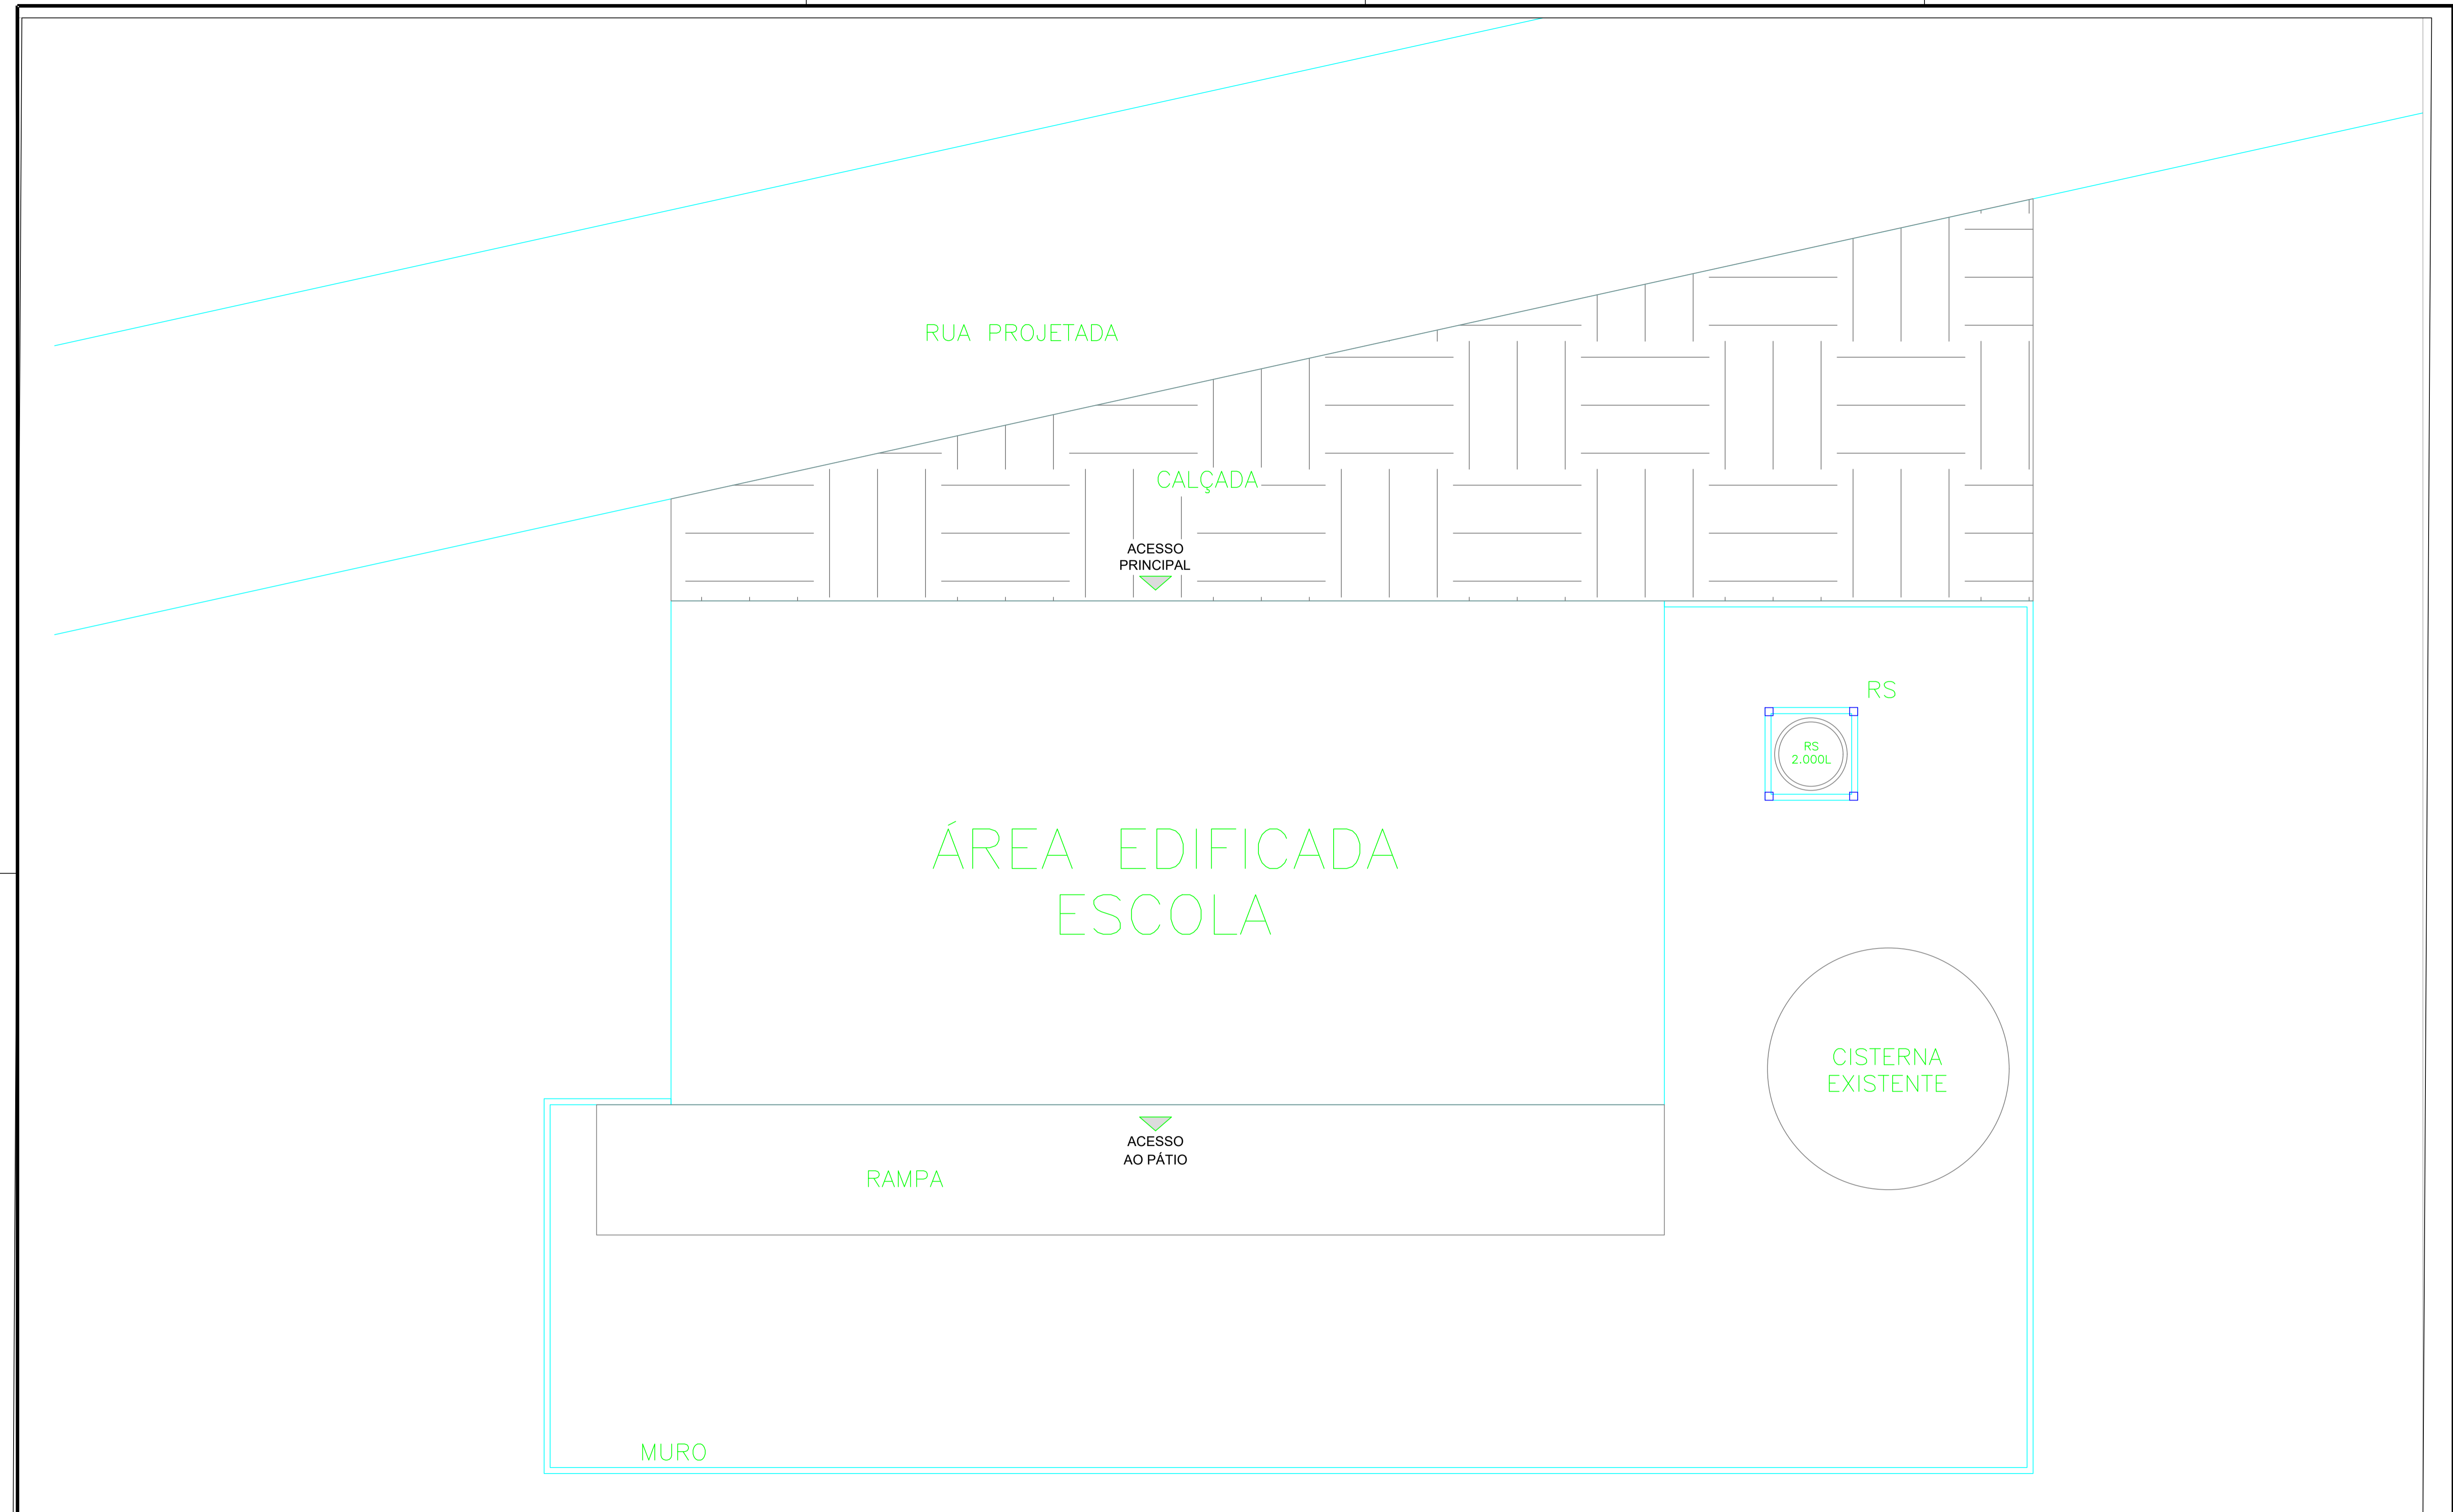 RUA PROJETADA
CALÇADA
ACESSO
PRINCIPAL
RS
RS
2.000L
ÁREA EDIFICADA
ESCOLA
CISTERNA
EXISTENTE
ACESSO
AO PÁTIO
RAMPA
MURO